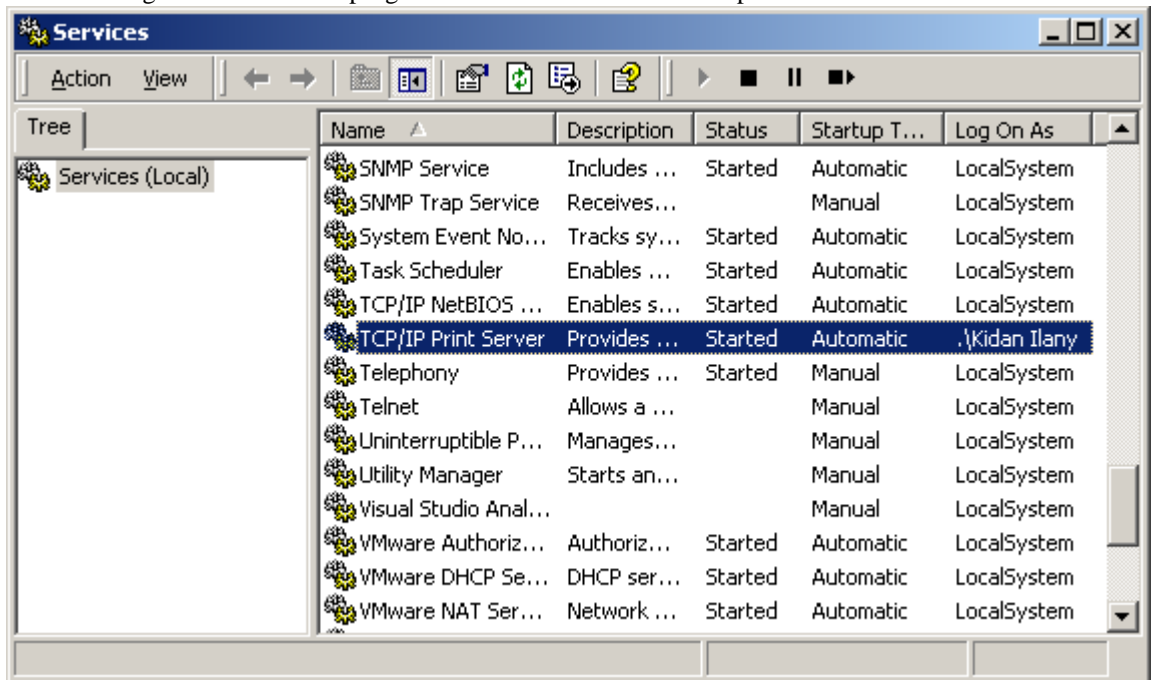 Services
Action View
Tree
Services (Local)
Name Description Status Startup T... Log On As
SNMP Service Includes ... Started Automatic LocalSystem
SNMP Trap Service Receives... Manual LocalSystem
System Event No... Tracks sy... Started Automatic LocalSystem
Task Scheduler Enables ... Started Automatic LocalSystem
TCP/IP NetBIOS ... Enables s... Started Automatic LocalSystem
TCP/IP Print Server Provides ... Started Automatic .\Kidan Ilany
Telephony Provides ... Started Manual LocalSystem
Telnet Allows a ... Manual LocalSystem
Uninterruptible P... Manages... Manual LocalSystem
Utility Manager Starts an... Manual LocalSystem
Visual Studio Anal... Manual LocalSystem
VMware Authoriz... Authoriz... Started Automatic LocalSystem
VMware DHCP Se... DHCP ser... Started Automatic LocalSystem
VMware NAT Ser... Network ... Started Automatic LocalSystem